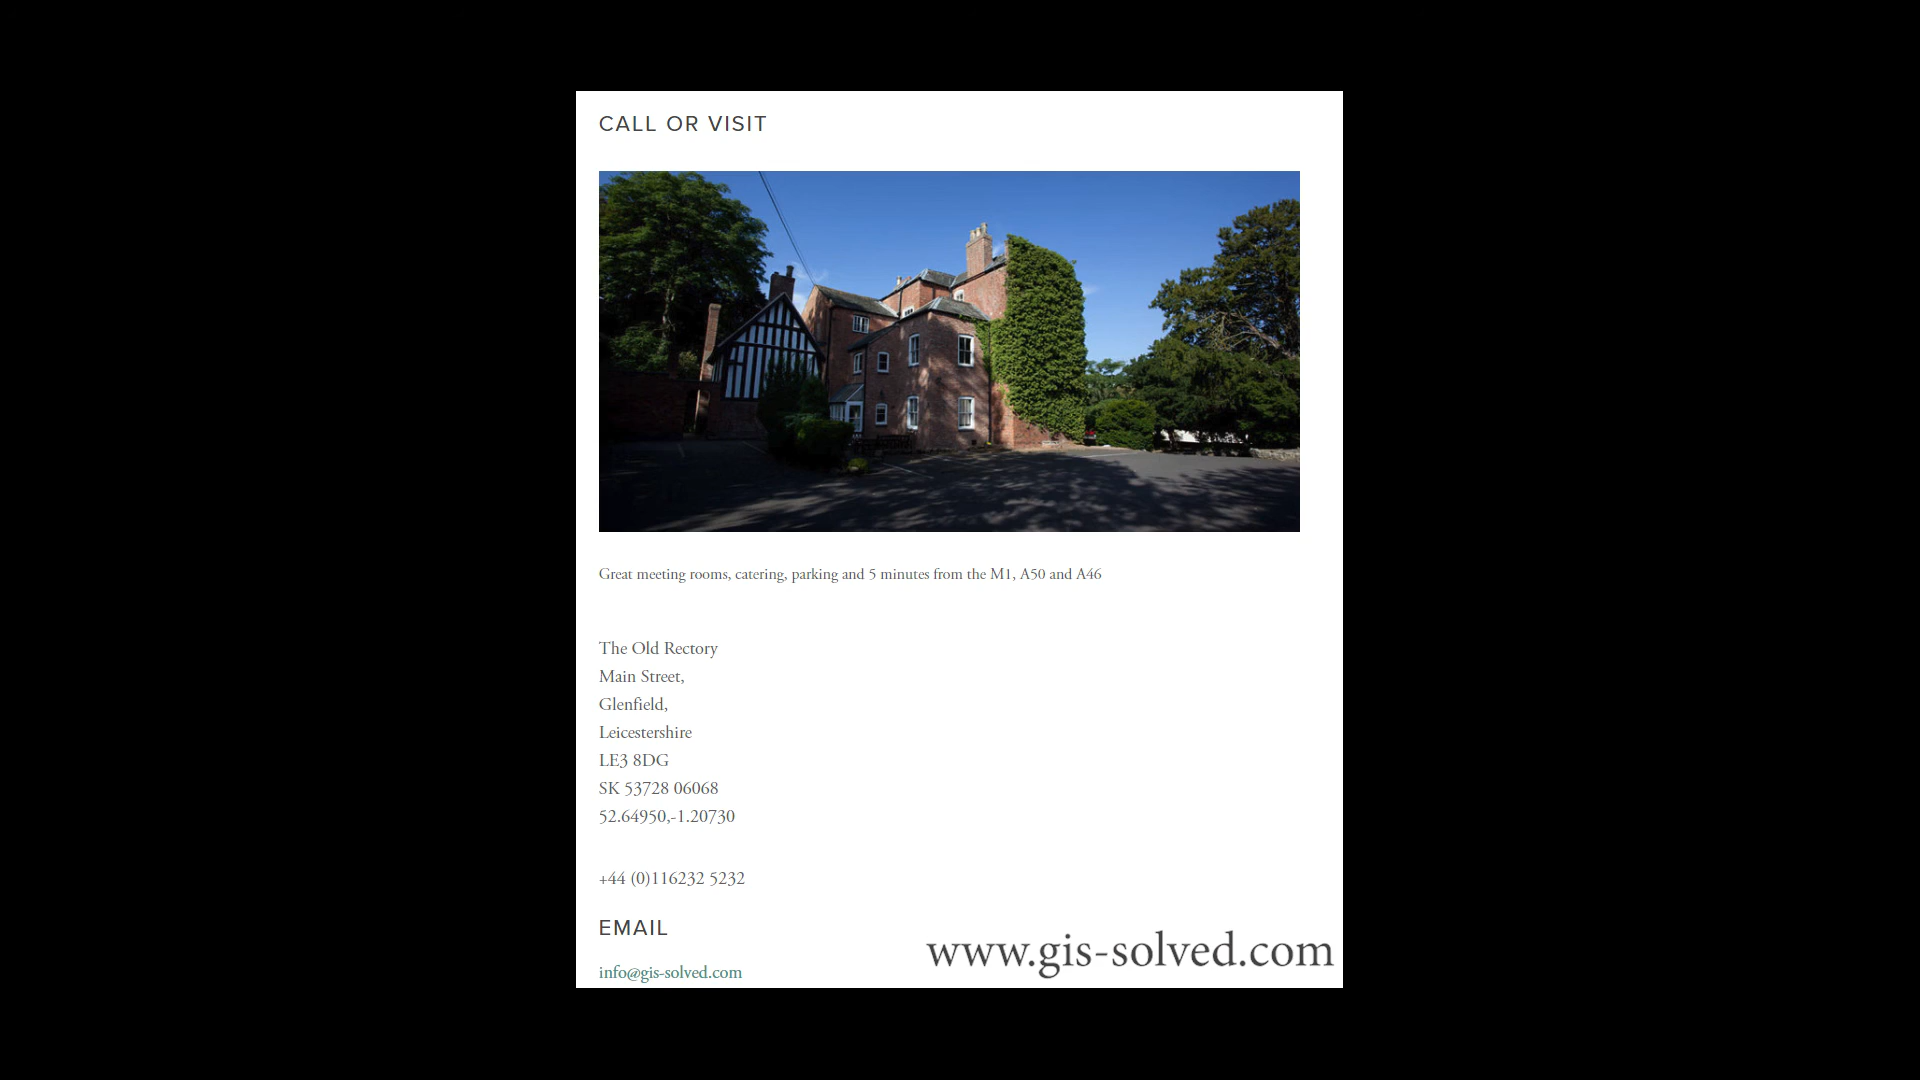 CALL OR VISIT
Great meeting rooms, catering, parking and 5 minutes from the M1, A50 and A46
The Old Rectory
Main Street,
Glenfield,
Leicestershire
LE3 8DG
SK 53728 06068
52.64950,-1.20730
+44 (0)116232 5232
EMAIL
info@gis-solved.com
www.gis-solved.com